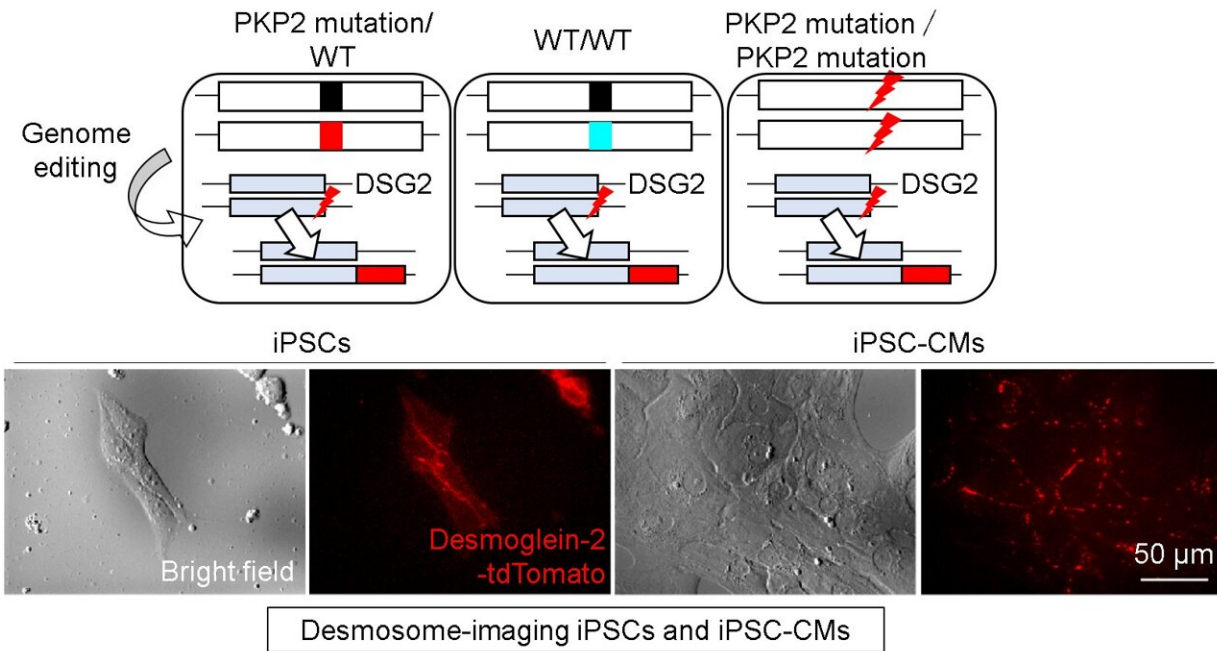 PKP2 mutation/
WT
WT/WT
PKP2 mutation /
PKP2 mutation
Genome
editing
DSG2
DSG2
DSG2
iPSCs
iPSC-CMs
Bright field
Desmoglein-2
-tdTomato
50 μm
Desmosome-imaging iPSCs and iPSC-CMs